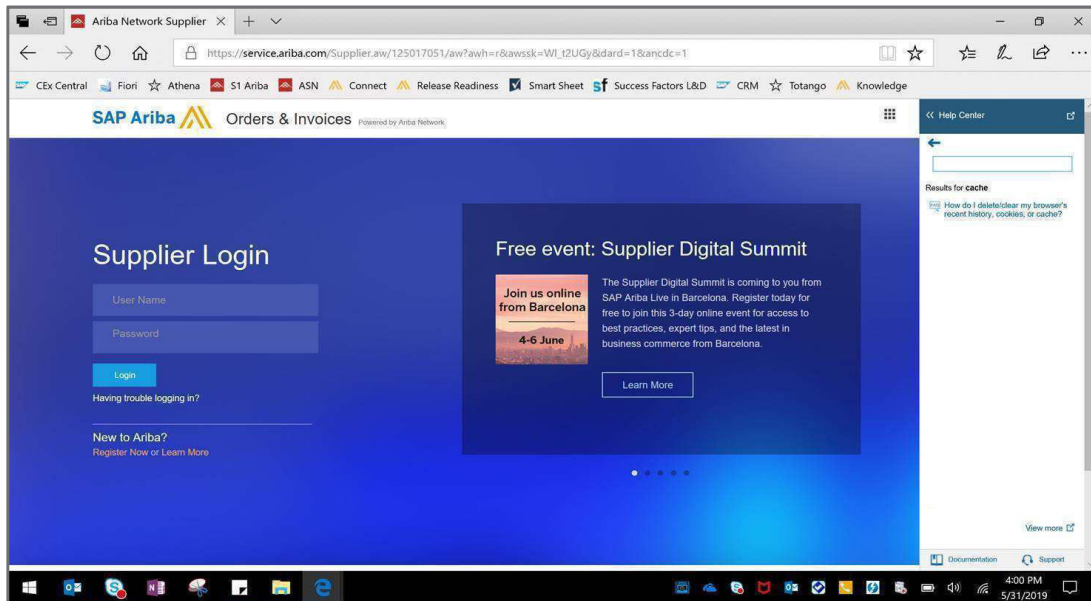 Ariba Network Supplier
https://service.ariba.com/Supplier.aw/125017051/aw?awh=r&awssk=WI_t2UGy&dard=1&ancdc=1
CEx Central Fiori Athena S1 Ariba ASN Connect Release Readiness Smart Sheet Sf Success Factors L&D CRM Totango Knowledge
SAP Ariba Orders & Invoices Powered by Ariba Network
<< Help Center
Results for cache
How do I delete/clear my browser's
recent history, cookies, or cache?
Supplier Login
User Name
Password
Login
Having trouble logging in?
New to Ariba?
Register Now or Learn More
Free event: Supplier Digital Summit
Join us online
from Barcelona
4-6 June
The Supplier Digital Summit is coming to you from
SAP Ariba Live in Barcelona. Register today for
free to join this 3-day online event for access to
best practices, expert tips, and the latest in
business commerce from Barcelona.
Learn More
View more
Documentation Support
4:00 PM
5/31/2019